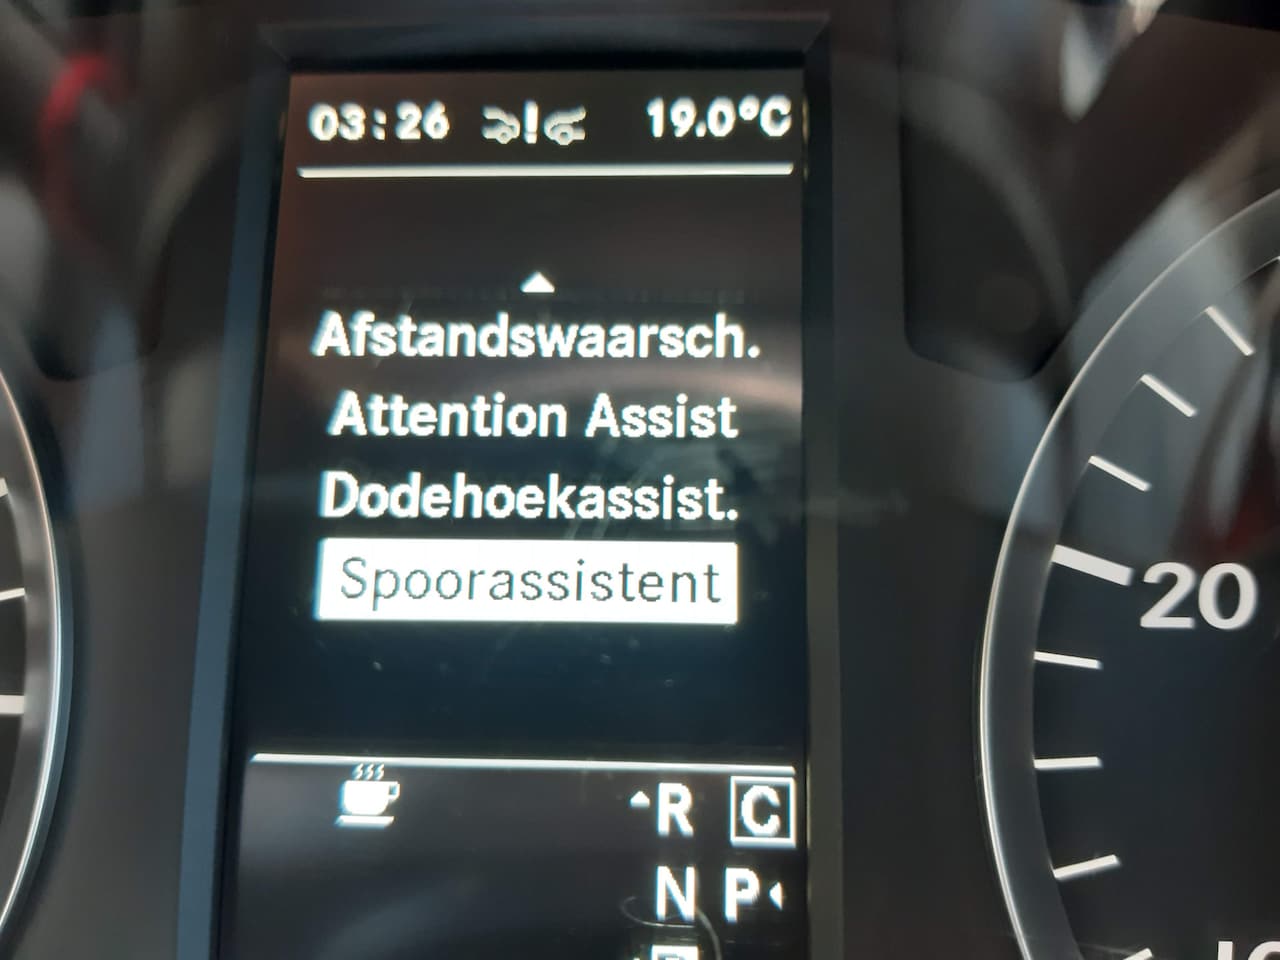 03:26 19.0°C
Afstandswaarsch.
Attention Assist
Dodehoekassist.
Spoorassistent
R C
N P
20